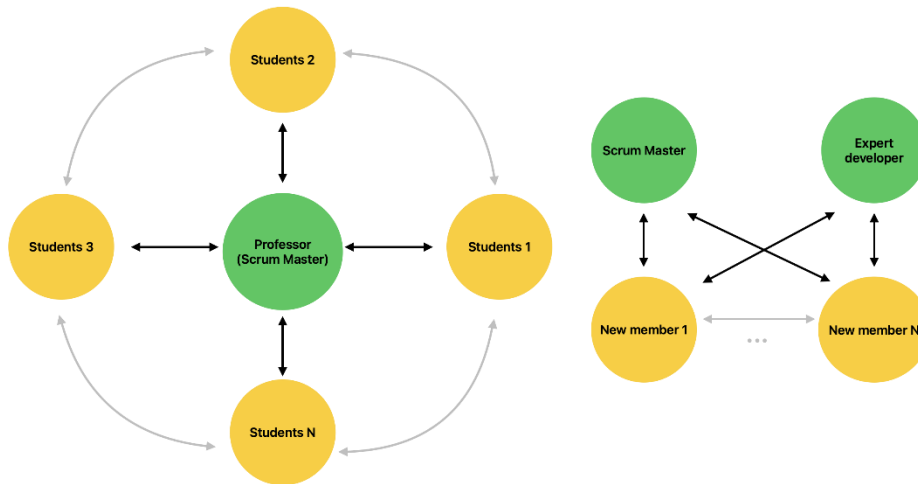 Students 2
Students 3
Professor
(Scrum Master)
Students 1
Students N
Scrum Master
Expert
developer
New member 1
...
New member N